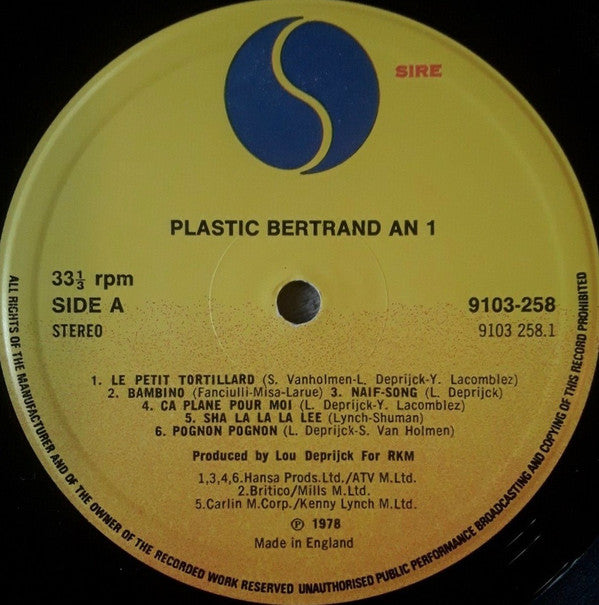 SIRE
PLASTIC BERTRAND AN 1
33⅓ rpm
SIDE A
STEREO
9103-258
9103 258.1
1. LE PETIT TORTILLARD (S. Vanholmen-L. Deprijck-Y. Lacomblez)
2. BAMBINO (Fanciulli-Misa-Larue) 3. NAIF-SONG (L. Deprijck)
4. CA PLANE POUR MOI (L. Deprijck-Y. Lacomblez)
5. SHA LA LA LA LEE (Lynch-Shuman)
6. POGNON POGNON (L. Deprijck-S. Van Holmen)
Produced by Lou Deprijck For RKM
1,3,4,6.Hansa Prods.Ltd./ATV M.Ltd.
2.Britico/Mills M.Ltd.
5.Carlin M.Corp./Kenny Lynch M.Ltd.
℗ 1978
Made in England
ALL RIGHTS OF THE MANUFACTURER AND OF THE OWNER OF THE RECORDED WORK RESERVED UNAUTHORISED PUBLIC PERFORMANCE BROADCASTING AND COPYING OF THIS RECORD PROHIBITED